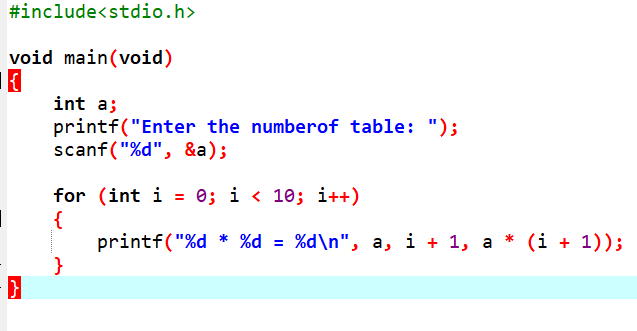 #include<stdio.h>
void main(void)
{
    int a;
    printf("Enter the numberof table: ");
    scanf("%d", &a);
    for (int i = 0; i < 10; i++)
    {
        printf("%d * %d = %d\n", a, i + 1, a * (i + 1));
    }
}